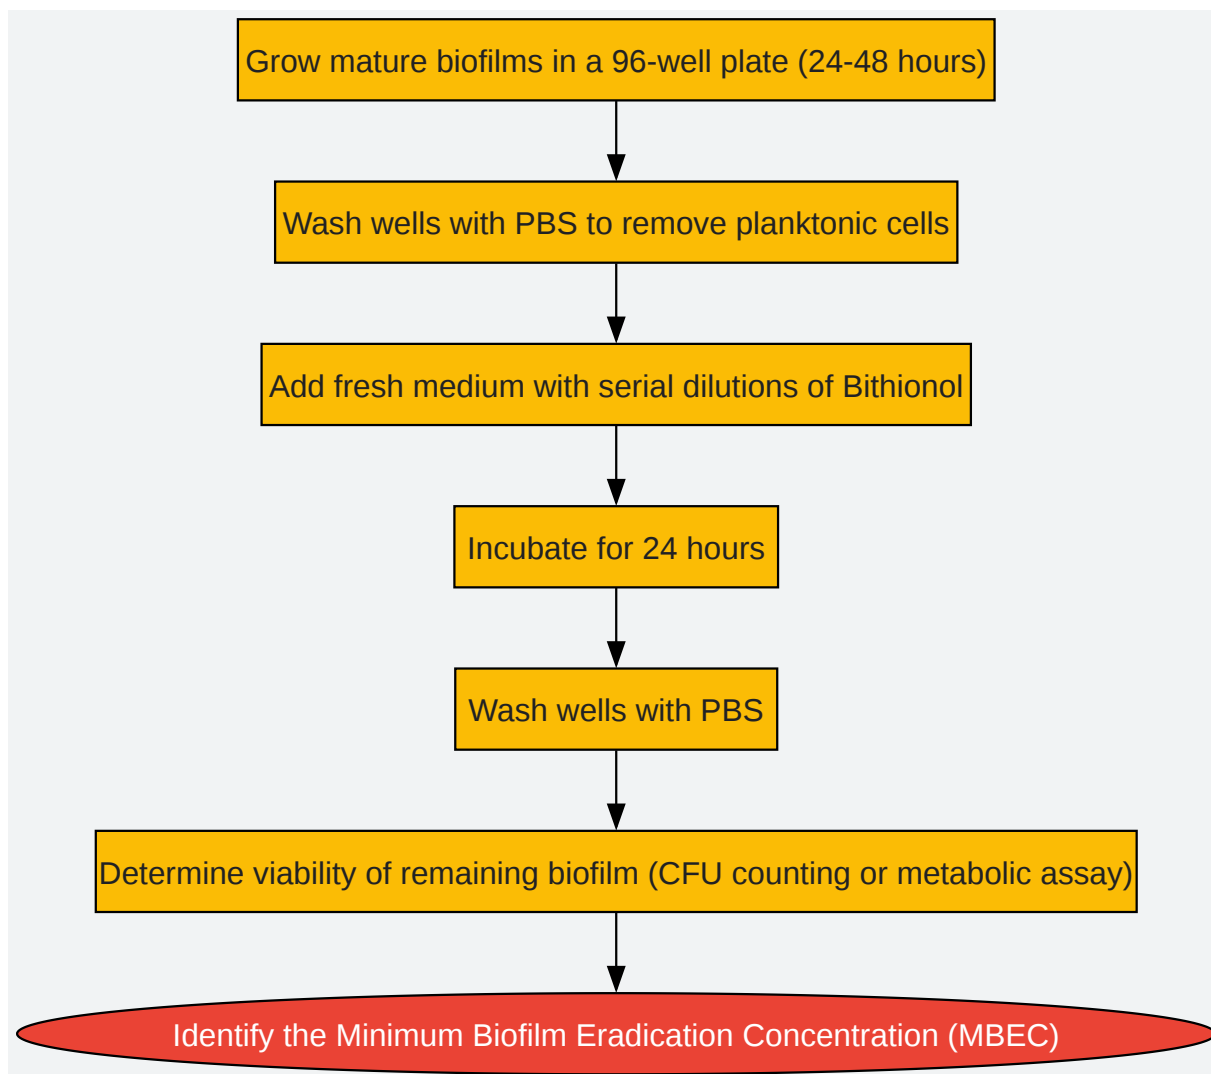 Grow mature biofilms in a 96-well plate (24-48 hours)
Wash wells with PBS to remove planktonic cells
Add fresh medium with serial dilutions of Bithionol
Incubate for 24 hours
Wash wells with PBS
Determine viability of remaining biofilm (CFU counting or metabolic assay)
Identify the Minimum Biofilm Eradication Concentration (MBEC)